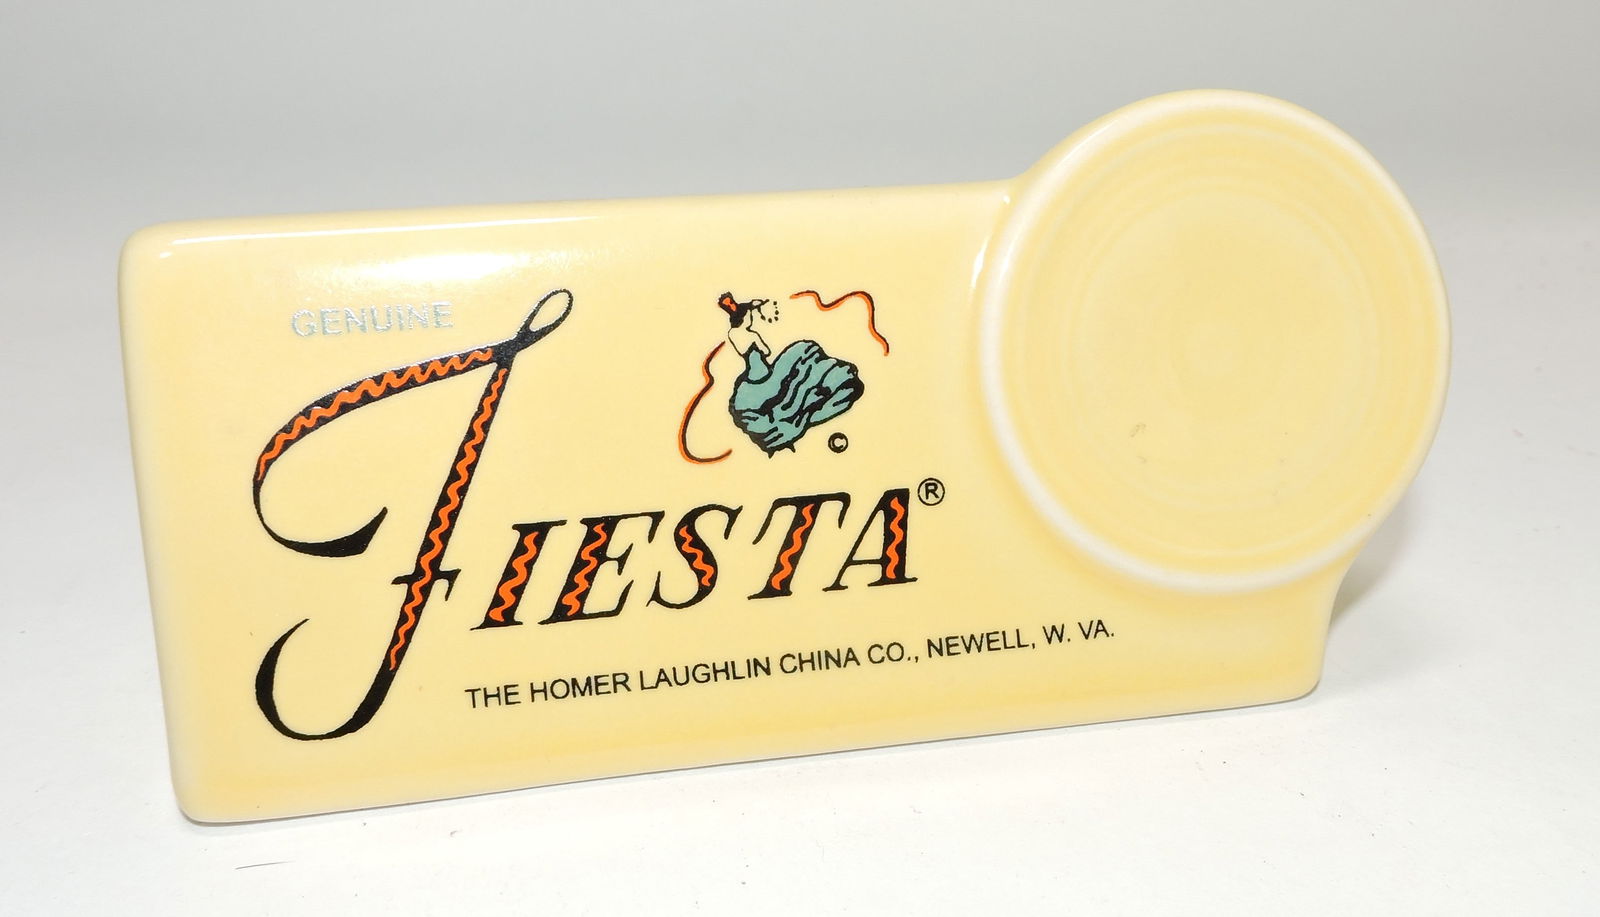 GENUINE
FIESTA®
©
THE HOMER LAUGHLIN CHINA CO., NEWELL, W. VA.